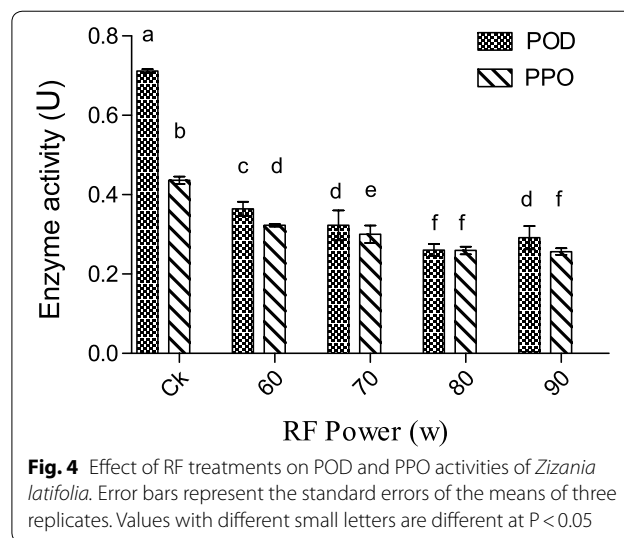 0.8
a
POD
PPO
0.6
b
c
d
d
e
f
f
d
f
0.4
0.2
0.0
Enzyme activity (U)
Ck
60
70
80
90
RF Power (w)
Fig. 4 Effect of RF treatments on POD and PPO activities of Zizania
latifolia. Error bars represent the standard errors of the means of three
replicates. Values with different small letters are different at P < 0.05